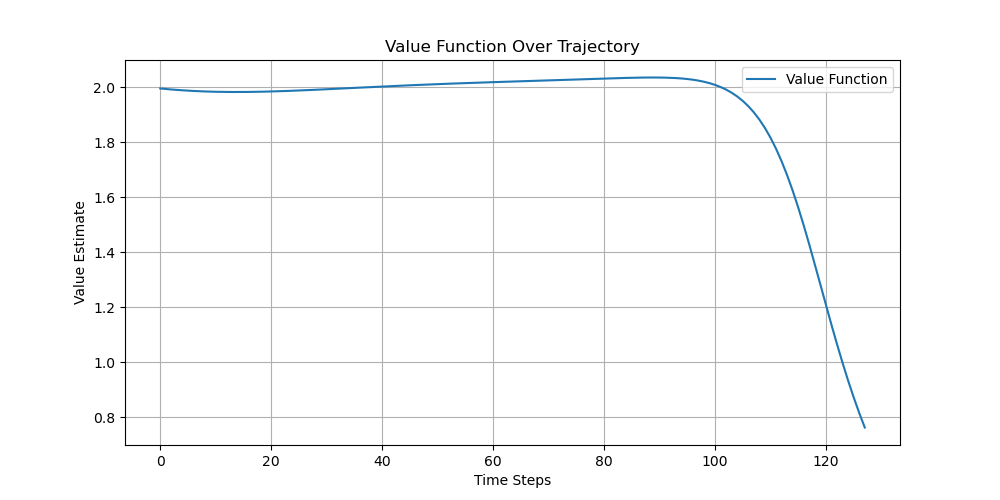 Value Function Over Trajectory
Value Function
Value Estimate
2.0
1.8
1.6
1.4
1.2
1.0
0.8
0 20 40 60 80 100 120
Time Steps